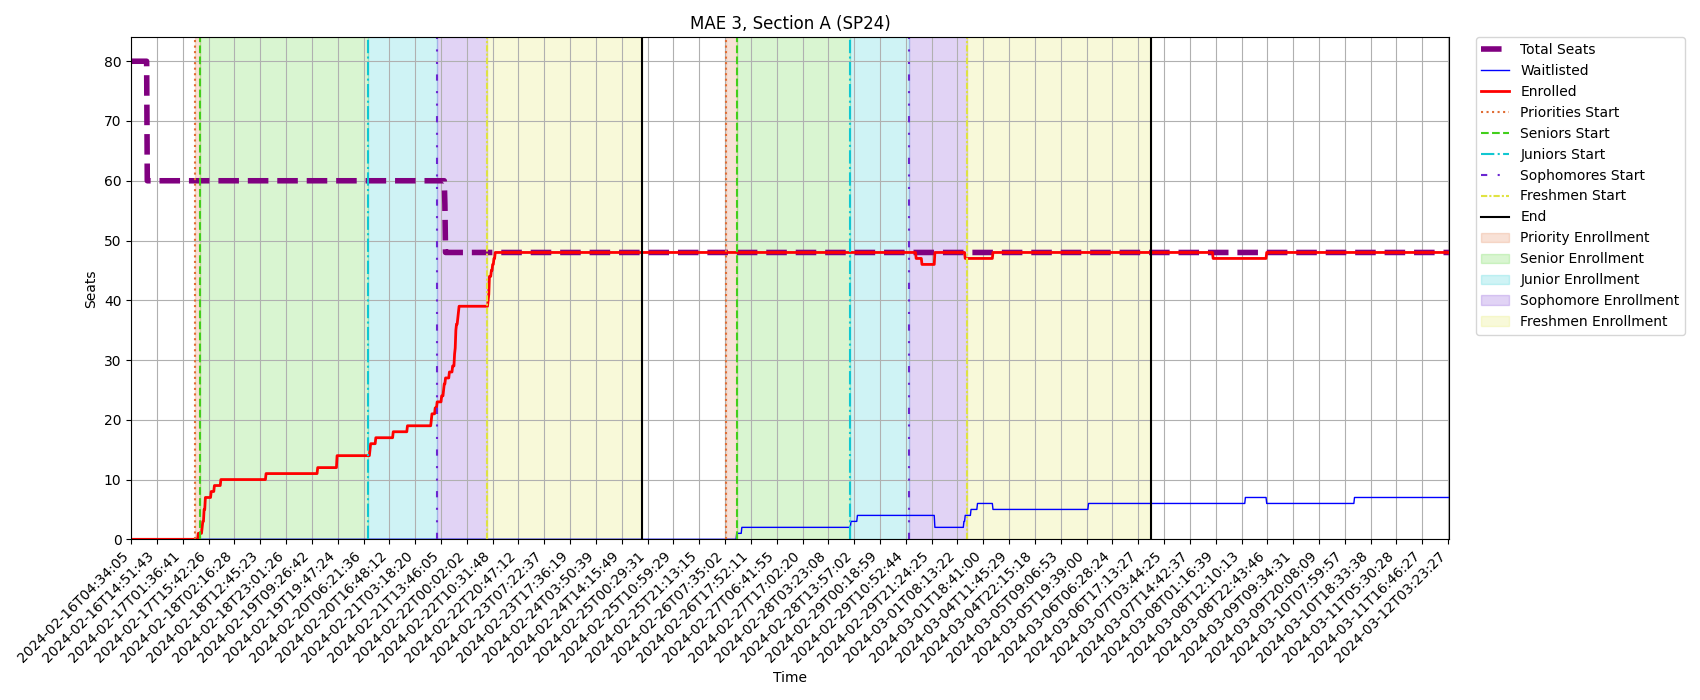 MAE 3, Section A (SP24)
Total Seats
Waitlisted
Enrolled
Priorities Start
Seniors Start
Juniors Start
Sophomores Start
Freshmen Start
End
Priority Enrollment
Senior Enrollment
Junior Enrollment
Sophomore Enrollment
Freshmen Enrollment
Seats
80
70
60
50
40
30
20
10
0
2024-02-16T04:34:05
2024-02-16T14:51:43
2024-02-17T01:36:41
2024-02-17T15:42:26
2024-02-18T02:16:28
2024-02-18T12:45:23
2024-02-18T23:01:26
2024-02-19T09:26:42
2024-02-19T19:47:24
2024-02-20T06:21:36
2024-02-20T16:48:12
2024-02-21T03:18:20
2024-02-21T13:46:05
2024-02-22T00:02:02
2024-02-22T10:31:48
2024-02-22T20:47:12
2024-02-23T07:22:37
2024-02-23T17:36:19
2024-02-24T03:50:39
2024-02-24T14:15:49
2024-02-25T00:29:31
2024-02-25T10:59:29
2024-02-25T21:13:15
2024-02-26T07:35:02
2024-02-26T17:52:11
2024-02-27T06:41:55
2024-02-27T17:02:20
2024-02-28T03:23:08
2024-02-28T13:57:02
2024-02-29T00:18:59
2024-02-29T10:52:44
2024-02-29T21:24:25
2024-03-01T08:13:22
2024-03-01T18:41:00
2024-03-04T11:45:29
2024-03-04T22:15:18
2024-03-05T09:06:53
2024-03-05T19:39:00
2024-03-06T06:28:24
2024-03-06T17:13:27
2024-03-07T03:44:25
2024-03-07T14:42:37
2024-03-08T01:16:39
2024-03-08T12:10:13
2024-03-08T22:43:46
2024-03-09T09:34:31
2024-03-09T20:08:09
2024-03-10T07:59:57
2024-03-10T18:33:38
2024-03-11T05:30:28
2024-03-11T16:46:27
2024-03-12T03:23:27
Time